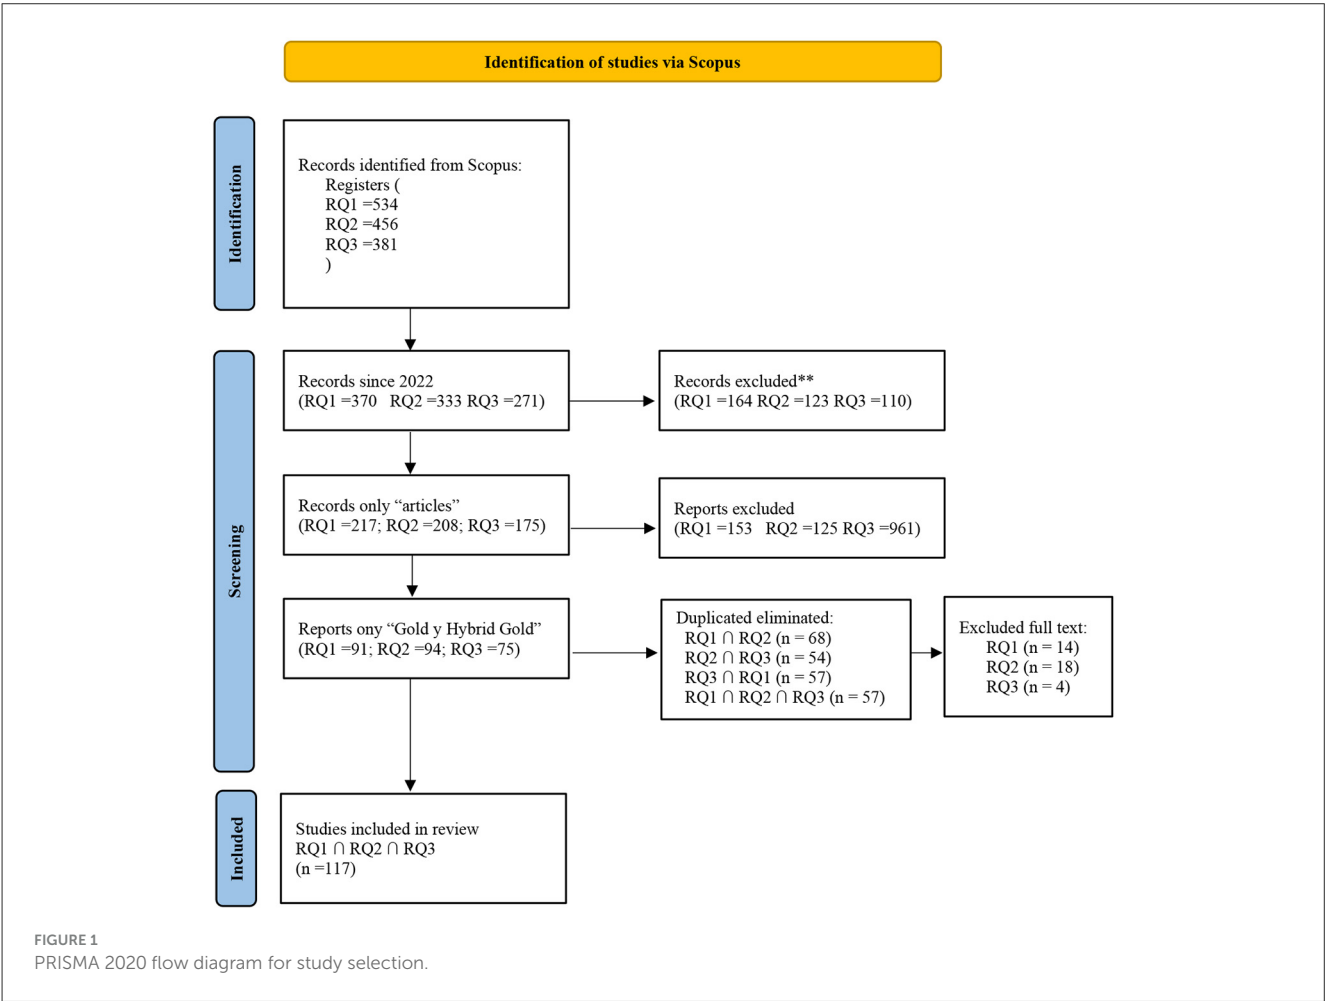 Identification of studies via Scopus
Identification
Records identified from Scopus:
Registers (
RQ1 =534
RQ2 =456
RQ3 =381
)
Screening
Records since 2022
(RQ1 =370 RQ2 =333 RQ3 =271)
Records excluded**
(RQ1 =164 RQ2 =123 RQ3 =110)
Records only “articles”
(RQ1 =217; RQ2 =208; RQ3 =175)
Reports excluded
(RQ1 =153 RQ2 =125 RQ3 =961)
Reports ony “Gold y Hybrid Gold”
(RQ1 =91; RQ2 =94; RQ3 =75)
Duplicated eliminated:
RQ1 ∩ RQ2 (n = 68)
RQ2 ∩ RQ3 (n = 54)
RQ3 ∩ RQ1 (n = 57)
RQ1 ∩ RQ2 ∩ RQ3 (n = 57)
Excluded full text:
RQ1 (n = 14)
RQ2 (n = 18)
RQ3 (n = 4)
Included
Studies included in review
RQ1 ∩ RQ2 ∩ RQ3
(n =117)
FIGURE 1
PRISMA 2020 flow diagram for study selection.